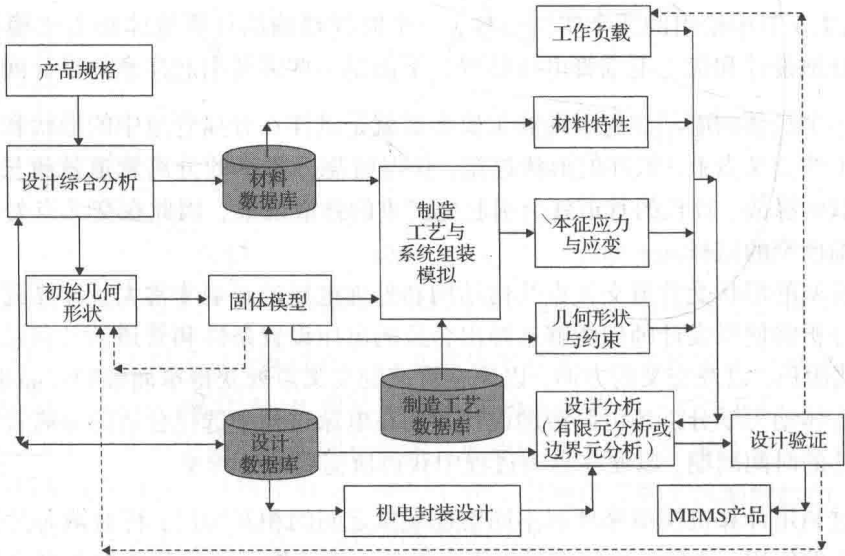 工作负载
产品规格
材料特性
设计综合分析
材料
数据库
制造
工艺与
系统组装
模拟
本征应力
与应变
初始几何
形状
固体模型
几何形状
与约束
制造工艺
数据库
设计分析
(有限元分析或
边界元分析)
设计验证
设计
数据库
机电封装设计
MEMS产品